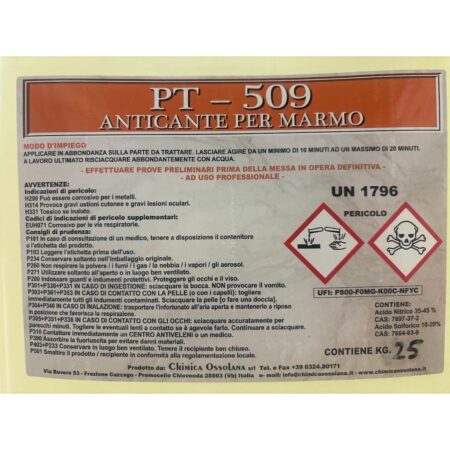 PT - 509
ANTICANTE PER MARMO
MODO D'IMPIEGO
APPLICARE IN ABBONDANZA SULLA PARTE DA TRATTARE. LASCIARE AGIRE DA UN MINIMO DI 10 MINUTI AD UN MASSIMO DI 20 MINUTI.
A LAVORO ULTIMATO RISCIACQUARE ABBONDANTEMENTE CON ACQUA.
- EFFETTUARE PROVE PRELIMINARI PRIMA DELLA MESSA IN OPERA DEFINITIVA -
- AD USO PROFESSIONALE -
AVVERTENZE:
Indicazioni di pericolo:
H290 Può essere corrosivo per i metalli.
H314 Provoca gravi ustioni cutanee e gravi lesioni oculari.
H331 Tossico se inalato.
Codici di indicazioni di pericolo supplementari:
EUH071 Corrosivo per le vie respiratorie.
Consigli di prudenza:
P101 In caso di consultazione di un medico, tenere a disposizione il contenitore
o l'etichetta del prodotto.
P103 Leggere l'etichetta prima dell'uso.
P234 Conservare soltanto nell'imballaggio originale.
P260 Non respirare la polvere / i fumi / i gas / la nebbia / i vapori / gli aerosol.
P271 Utilizzare soltanto all'aperto o in luogo ben ventilato.
P280 Indossare guanti / indumenti protettivi. Proteggere gli occhi e il viso.
P301+P330+P331 IN CASO DI INGESTIONE: sciacquare la bocca. NON provocare il vomito.
P303+P361+P353 IN CASO DI CONTATTO CON LA PELLE (o i capelli): togliere
immediatamente tutti gli indumenti contaminati. Sciacquare la pelle [o fare una doccia].
P304+P340 IN CASO DI INALAZIONE: trasportare l'infortunato all'aria aperta e mantenerlo a riposo
in posizione che favorisca la respirazione.
P305+P351+P338 IN CASO DI CONTATTO CON GLI OCCHI: sciacquare accuratamente per
parecchi minuti. Togliere le eventuali lenti a contatto se è agevole farlo. Continuare a sciacquare.
P310 Contattare immediatamente un CENTRO ANTIVELENI o un medico.
P390 Assorbire la fuoriuscita per evitare danni materiali.
P403+P233 Conservare in luogo ben ventilato. Tenere il recipiente ben chiuso.
P501 Smaltire il prodotto / recipiente in conformità alla regolamentazione locale.
UN 1796
PERICOLO
UFI: P800-F0MG-K00C-NFYC
CONTIENE:
Acido Nitrico 35-45 %
CAS: 7697-37-2
Acido Solforico 10-20%
CAS: 7664-93-9
CONTIENE KG. 25
Prodotto da: Chimica Ossolana di Tel e Fax +39 0324.80171
Via Bovero 53 - Frazione Cuzzego - Premosello Chiovenda 28803 (Vb) Italia e-mail: info@chimicaossolana.it
www.chimicaossolana.it